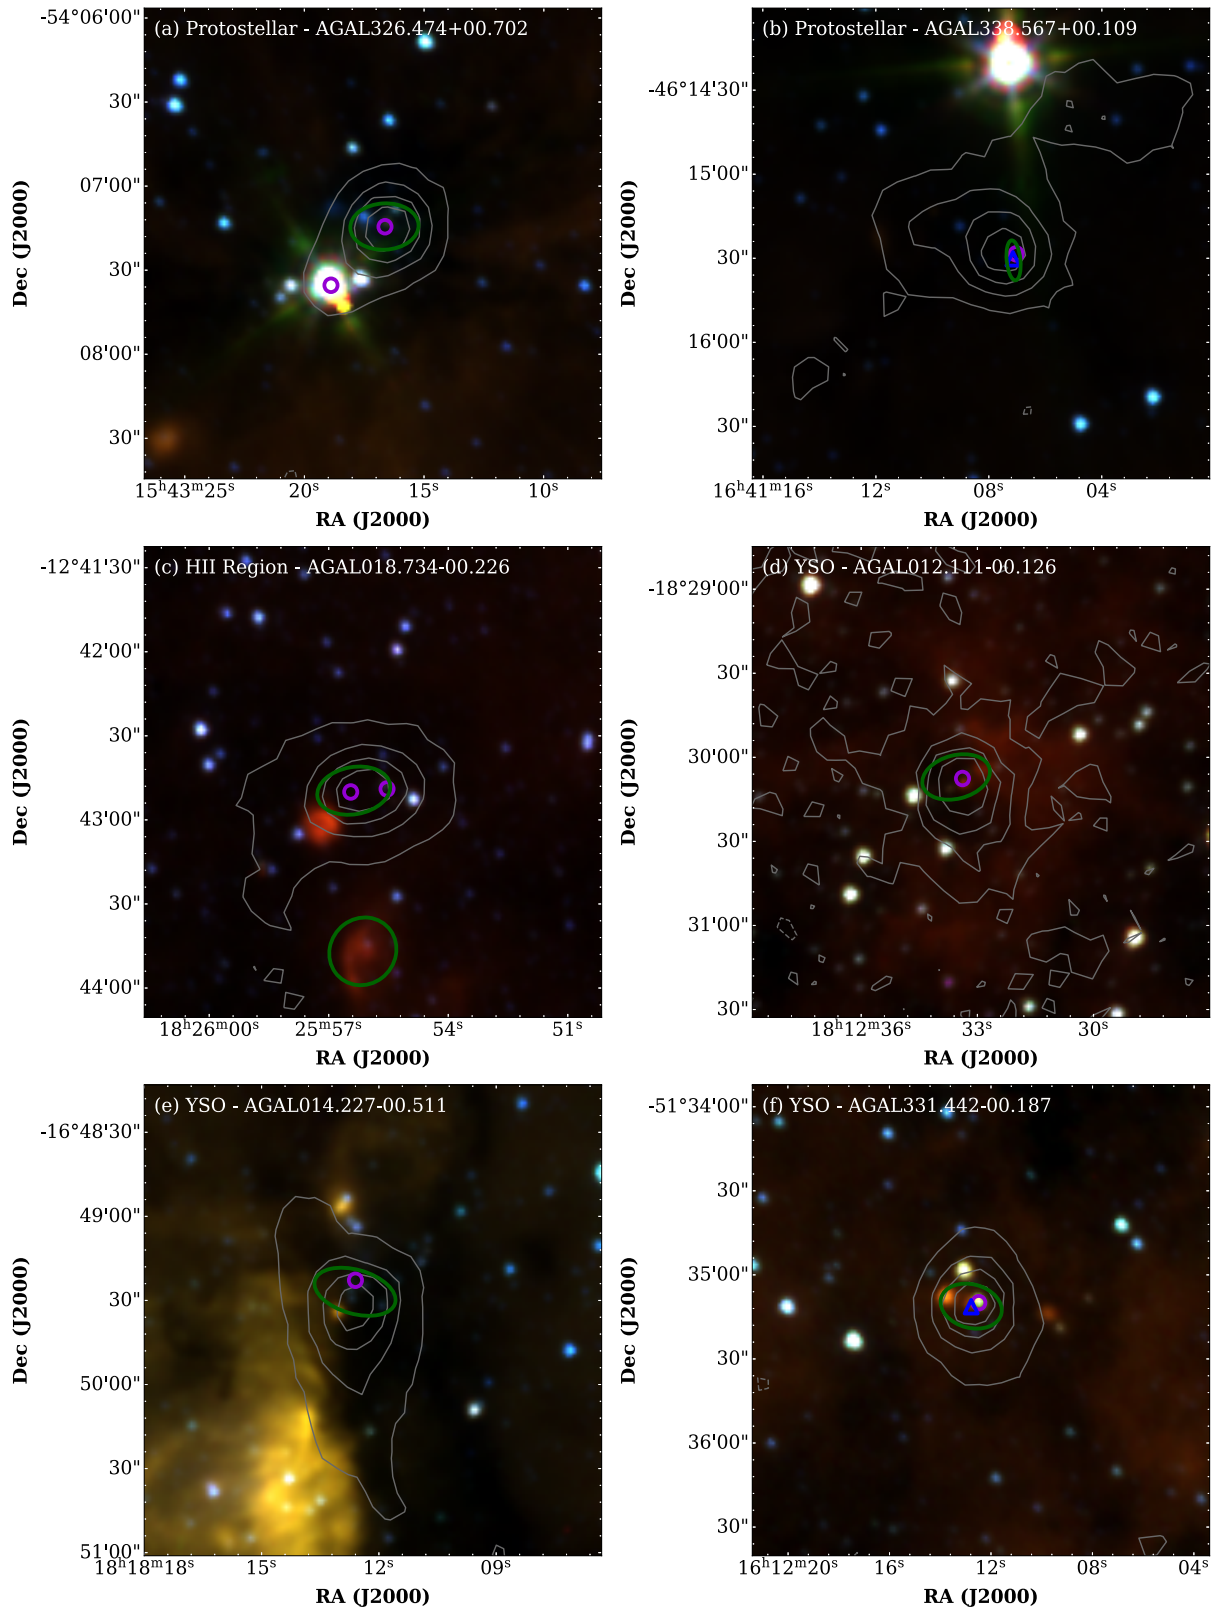 (a) Protostellar - AGAL326.474+00.702
-54°06'00"
30"
07'00"
30"
08'00"
30"
Dec (J2000)
15ʰ43ᵐ25ˢ 20ˢ 15ˢ 10ˢ
RA (J2000)
(b) Protostellar - AGAL338.567+00.109
-46°14'30"
15'00"
30"
16'00"
30"
Dec (J2000)
16ʰ41ᵐ16ˢ 12ˢ 08ˢ 04ˢ
RA (J2000)
(c) HII Region - AGAL018.734-00.226
-12°41'30"
42'00"
30"
43'00"
30"
44'00"
Dec (J2000)
18ʰ26ᵐ00ˢ 25ᵐ57ˢ 54ˢ 51ˢ
RA (J2000)
(d) YSO - AGAL012.111-00.126
-18°29'00"
30"
30'00"
30"
31'00"
30"
Dec (J2000)
18ʰ12ᵐ36ˢ 33ˢ 30ˢ
RA (J2000)
(e) YSO - AGAL014.227-00.511
-16°48'30"
49'00"
30"
50'00"
30"
51'00"
Dec (J2000)
18ʰ18ᵐ18ˢ 15ˢ 12ˢ 09ˢ
RA (J2000)
(f) YSO - AGAL331.442-00.187
-51°34'00"
30"
35'00"
30"
36'00"
30"
Dec (J2000)
16ʰ12ᵐ20ˢ 16ˢ 12ˢ 08ˢ 04ˢ
RA (J2000)